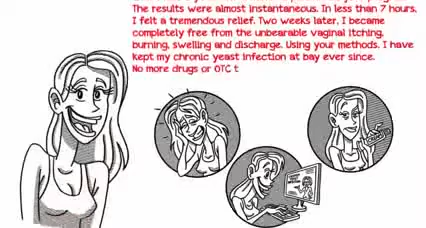 The results were almost instantaneous. In less than 7 hours,
I felt a tremendous relief. Two weeks later, I became
completely free from the unbearable vaginal itching,
burning, swelling and discharge. Using your methods, I have
kept my chronic yeast infection at bay ever since.
No more drugs or OTC t